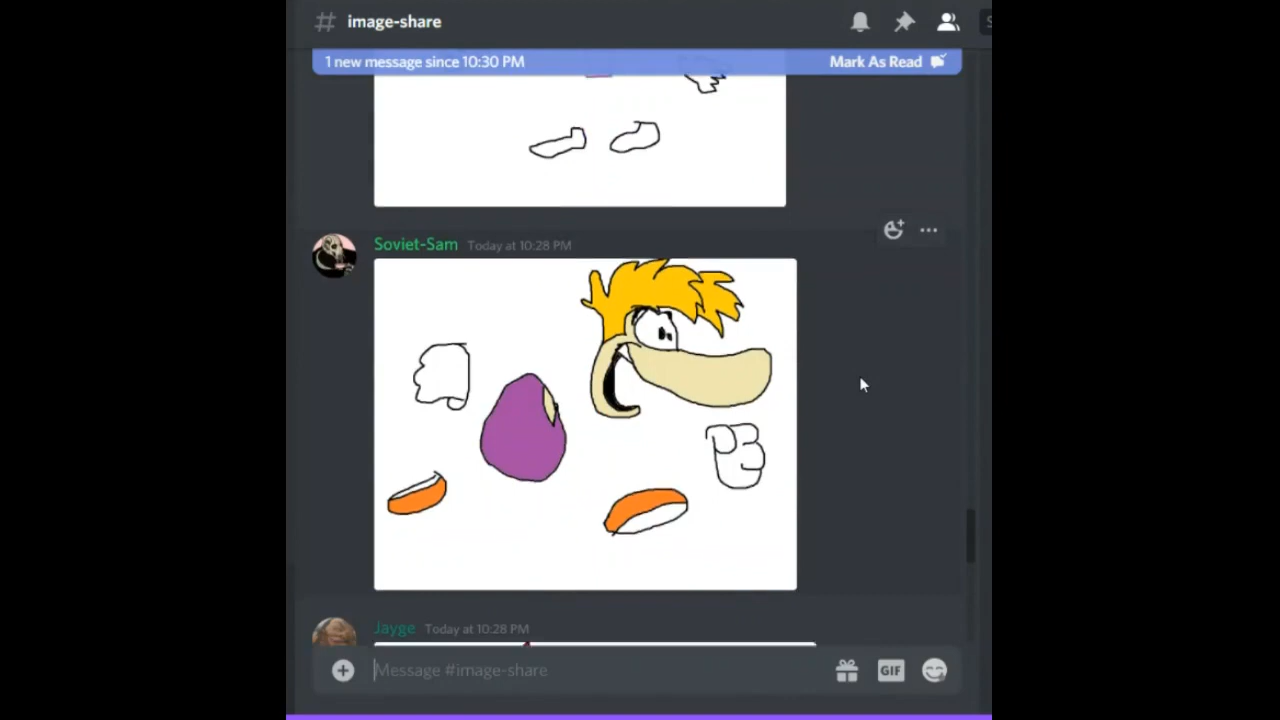 # image-share
1 new message since 10:30 PM Mark As Read
Soviet-Sam Today at 10:28 PM
Jayge Today at 10:28 PM
Message #image-share GIF